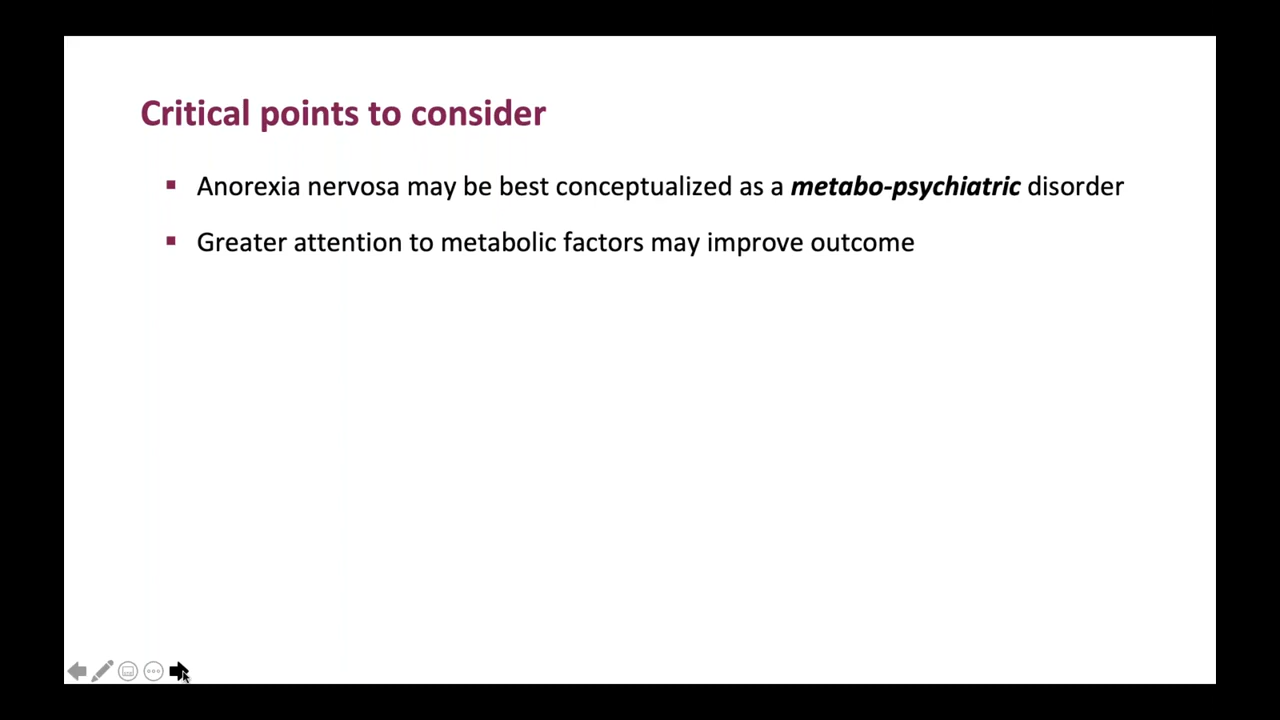 Critical points to consider
▪ Anorexia nervosa may be best conceptualized as a metabo-psychiatric disorder
▪ Greater attention to metabolic factors may improve outcome